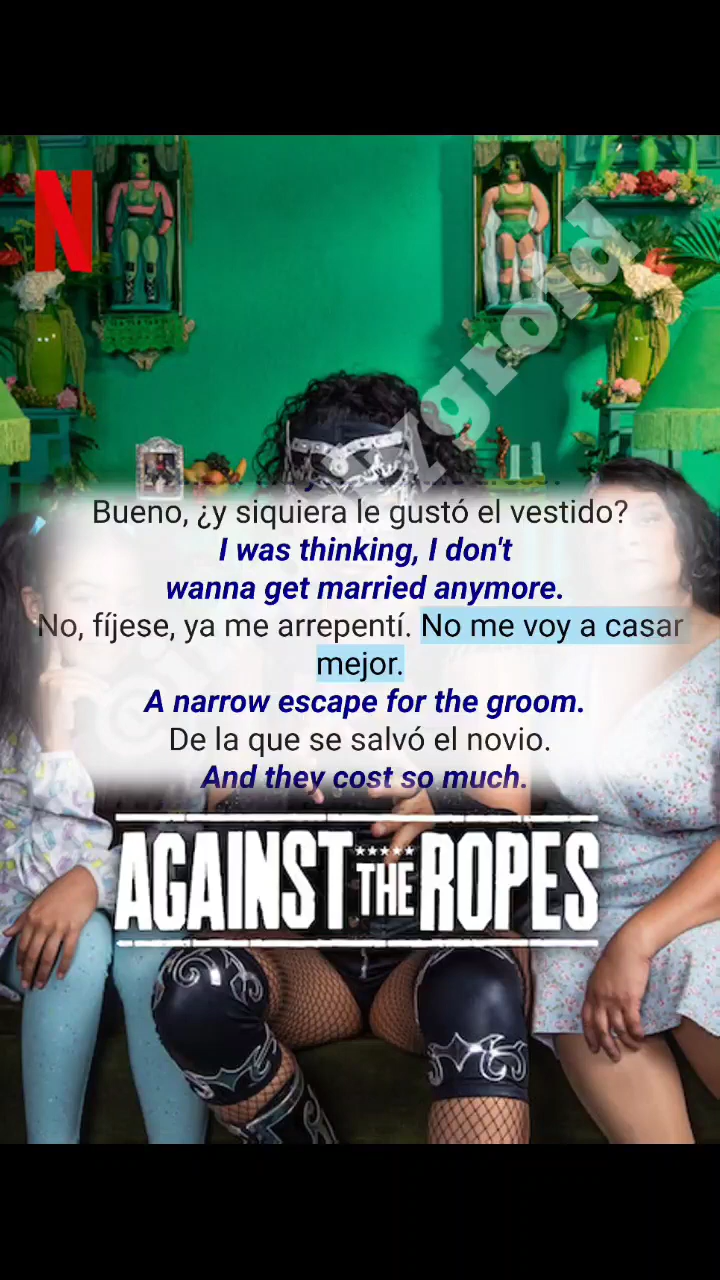 N
Bueno, ¿y siquiera le gustó el vestido?
I was thinking, I don't
wanna get married anymore.
No, fíjese, ya me arrepentí. No me voy a casar
mejor.
A narrow escape for the groom.
De la que se salvó el novio.
And they cost so much.
AGAINST THE ROPES